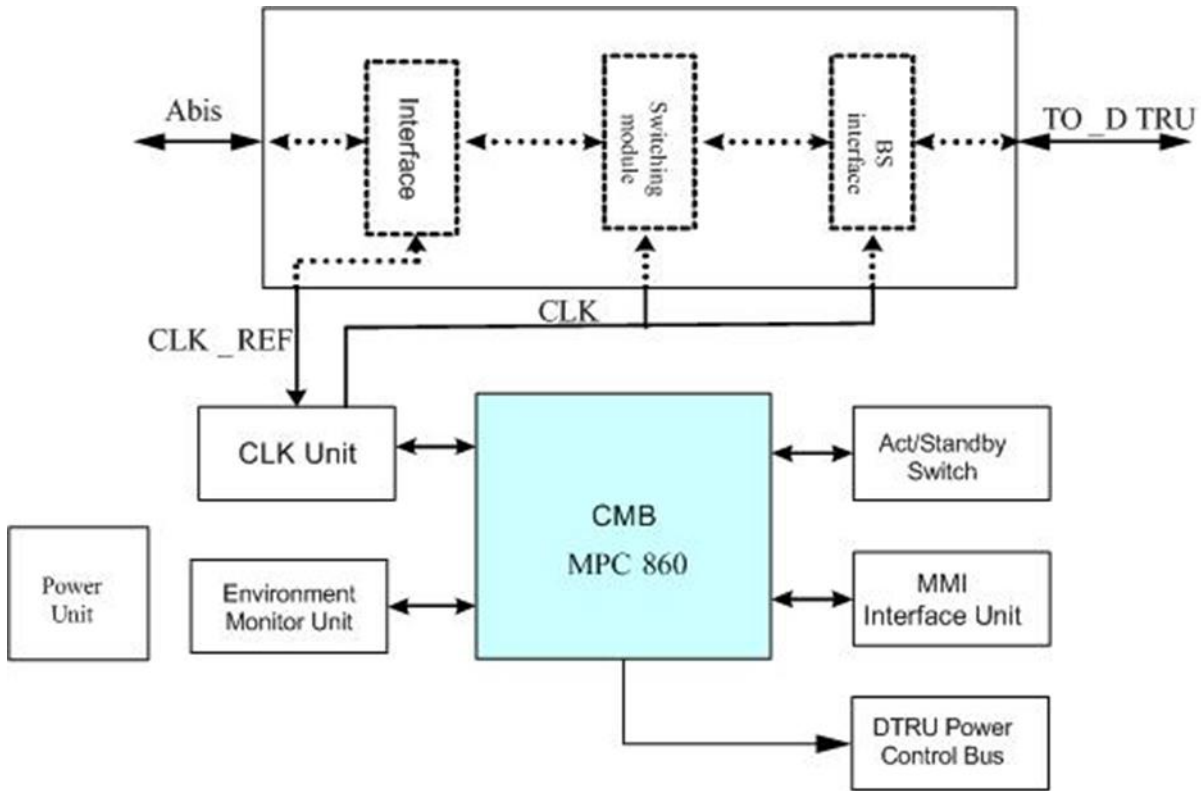 Abis
Interface
Switching
module
BS
interface
TO _D TRU
CLK _REF
CLK
CLK Unit
CMB
MPC 860
Act/Standby
Switch
Power
Unit
Environment
Monitor Unit
MMI
Interface Unit
DTRU Power
Control Bus